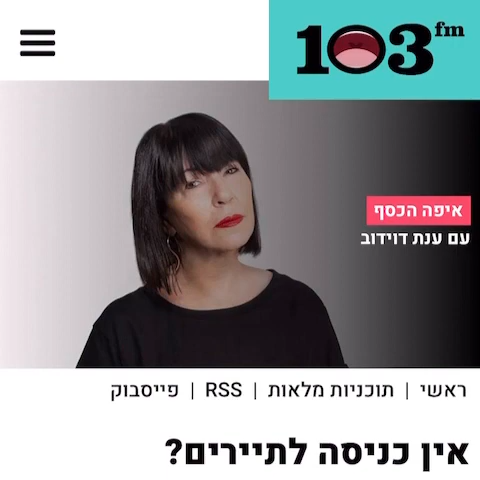 103fm
איפה הכסף
עם ענת דוידוב
ראשי | תוכניות מלאות | RSS | פייסבוק
אין כניסה לתיירים?